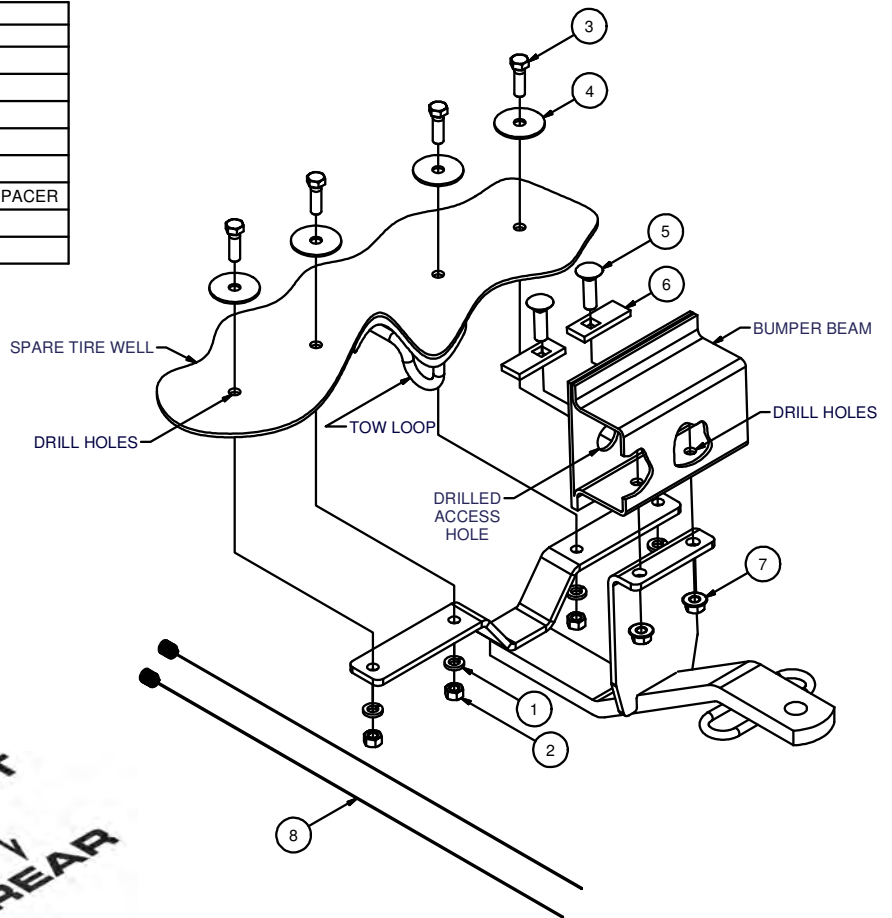 3
4
5
PACER
6
SPARE TIRE WELL
BUMPER BEAM
TOW LOOP
DRILL HOLES
DRILL HOLES
DRILLED
ACCESS
HOLE
7
1
2
8
REAR